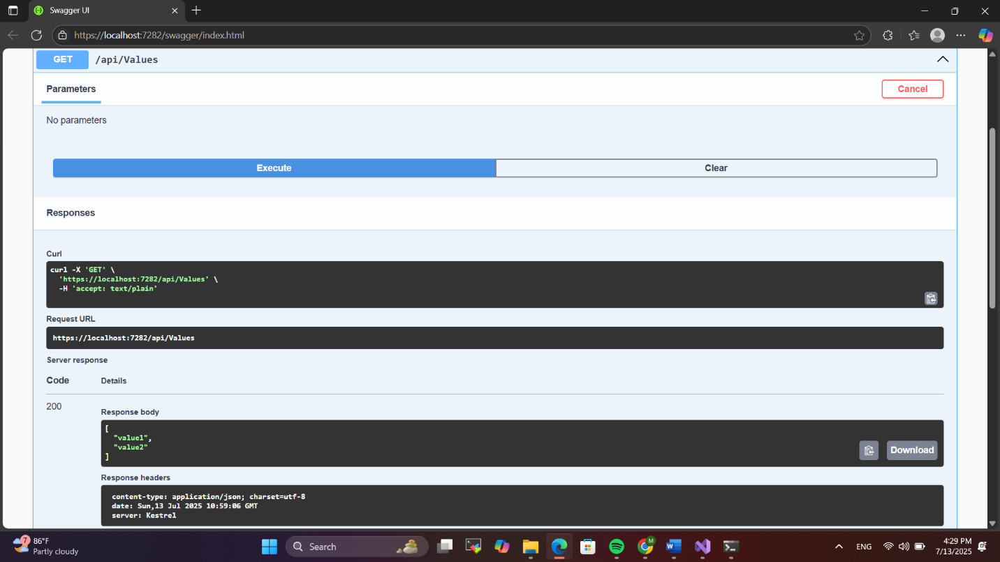 Swagger UI
https://localhost:7282/swagger/index.html
GET /api/Values
Parameters
Cancel
No parameters
Execute
Clear
Responses
Curl
curl -X 'GET' \
'https://localhost:7282/api/Values' \
-H 'accept: text/plain'
Request URL
https://localhost:7282/api/Values
Server response
Code Details
200
Response body
[
"value1",
"value2"
]
Download
Response headers
content-type: application/json; charset=utf-8
date: Sun,13 Jul 2025 10:59:06 GMT
server: Kestrel
7
86°F
Partly cloudy
Search
M
W
ENG
4:29 PM
7/13/2025